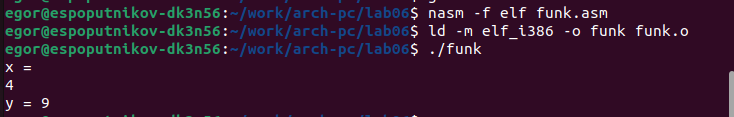 egor@espoputnikov-dk3n56:~/work/arch-pc/lab06$ nasm -f elf funk.asm
egor@espoputnikov-dk3n56:~/work/arch-pc/lab06$ ld -m elf_i386 -o funk funk.o
egor@espoputnikov-dk3n56:~/work/arch-pc/lab06$ ./funk
x =
4
y = 9